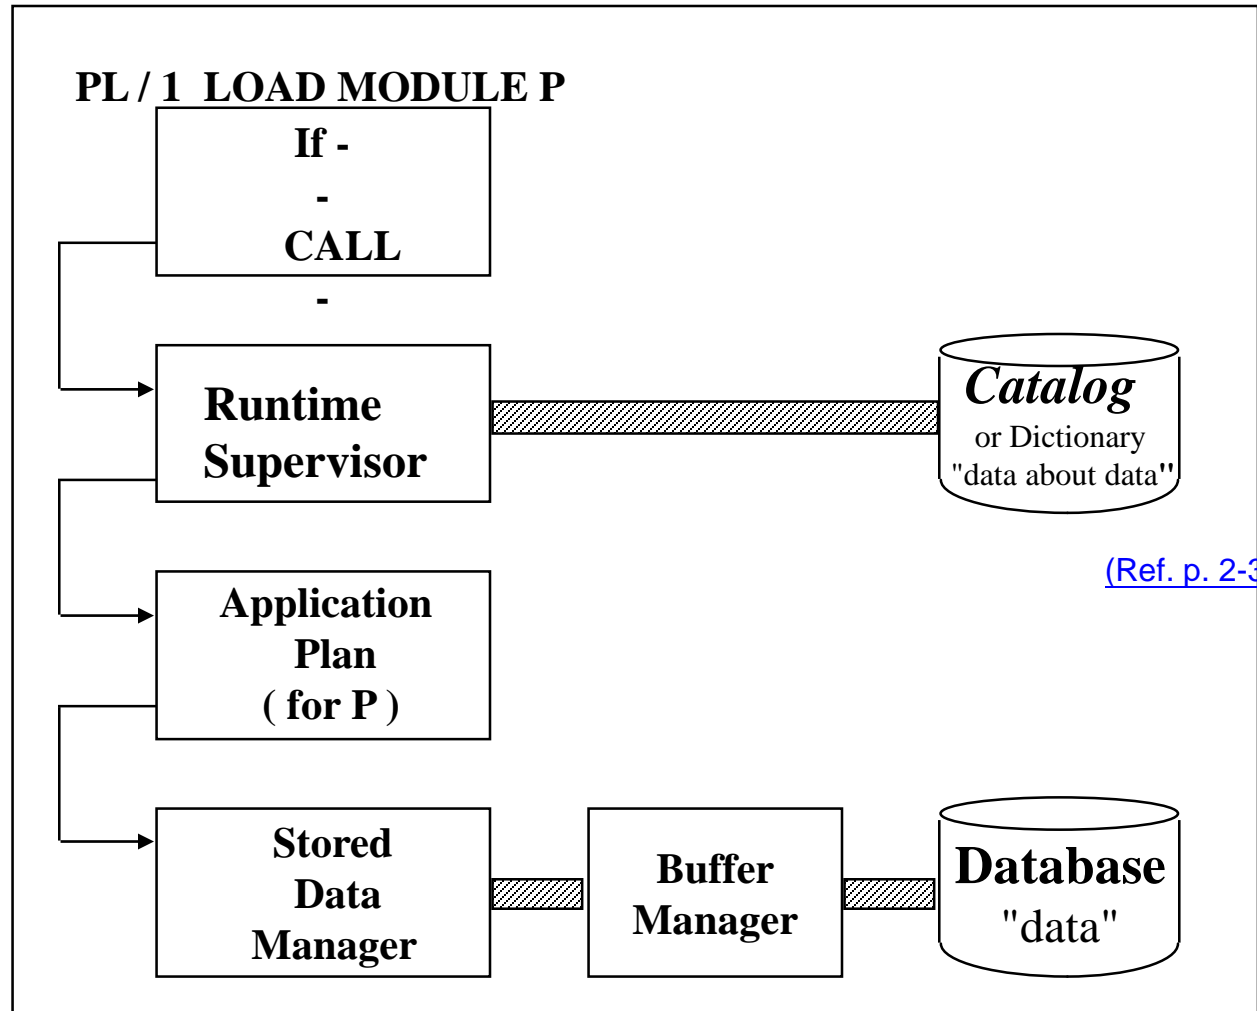 PL / 1 LOAD MODULE P
If -
-
CALL
-
Runtime
Supervisor
Catalog
or Dictionary
"data about data"
(Ref. p. 2-3
Application
Plan
( for P )
Stored
Data
Manager
Buffer
Manager
Database
"data"